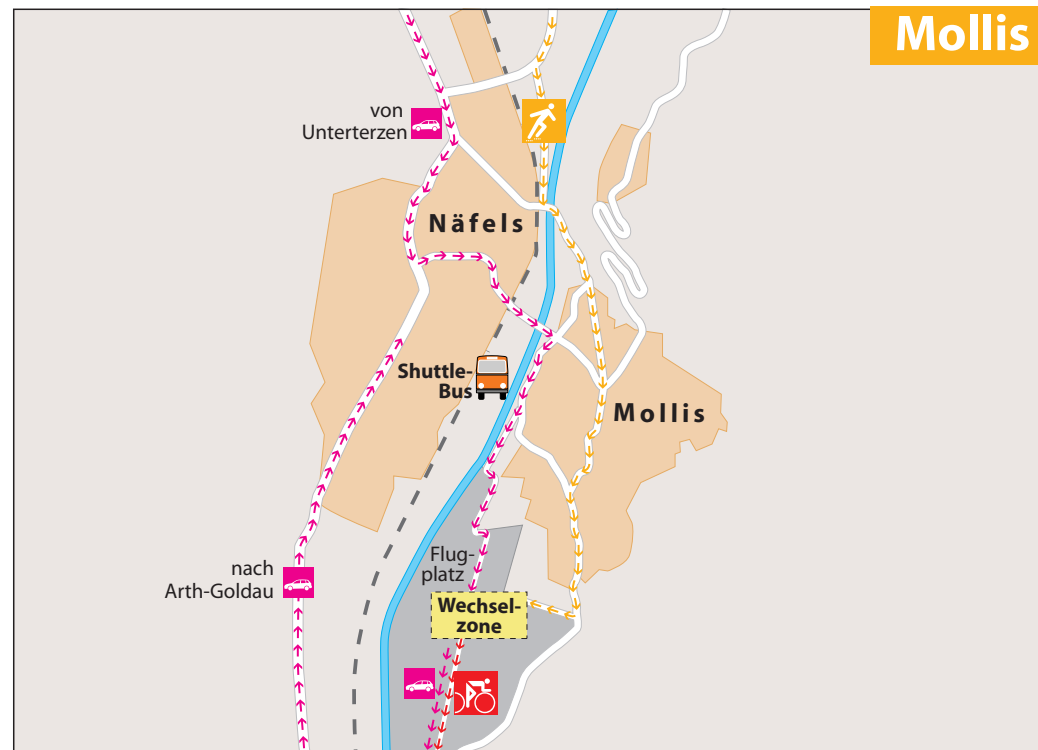 Mollis
von
Unterterzen
Näfels
Shuttle-
Bus
Mollis
Flug-
platz
nach
Arth-Goldau
Wechsel-
zone